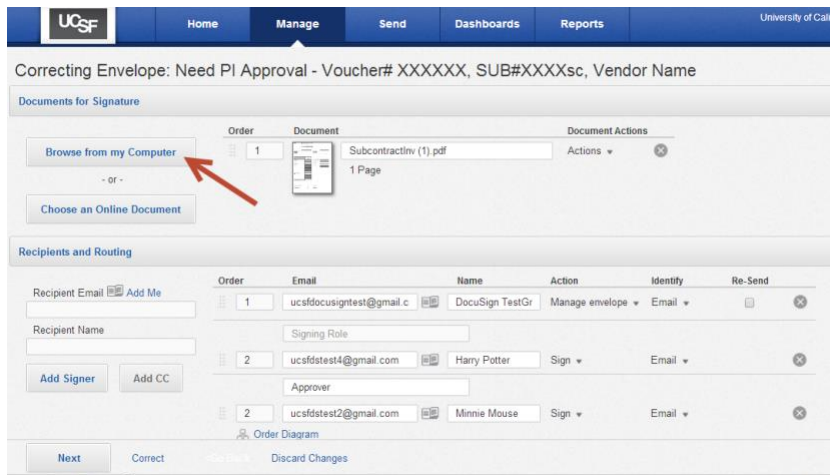 UCSF
Home Manage Send Dashboards Reports University of Cali
Correcting Envelope: Need PI Approval - Voucher# XXXXXX, SUB#XXXXsc, Vendor Name
Documents for Signature
Order Document Document Actions
Browse from my Computer 1 SubcontractInv (1).pdf Actions
- or - 1 Page
Choose an Online Document
Recipients and Routing
Order Email Name Action Identify Re-Send
Recipient Email Add Me
1 ucsfdocusigntest@gmail.c DocuSign TestGr Manage envelope Email
Recipient Name Signing Role
2 ucsfdstest4@gmail.com Harry Potter Sign Email
Add Signer Add CC
Approver
2 ucsfdstest2@gmail.com Minnie Mouse Sign Email
Order Diagram
Next Correct Discard Changes